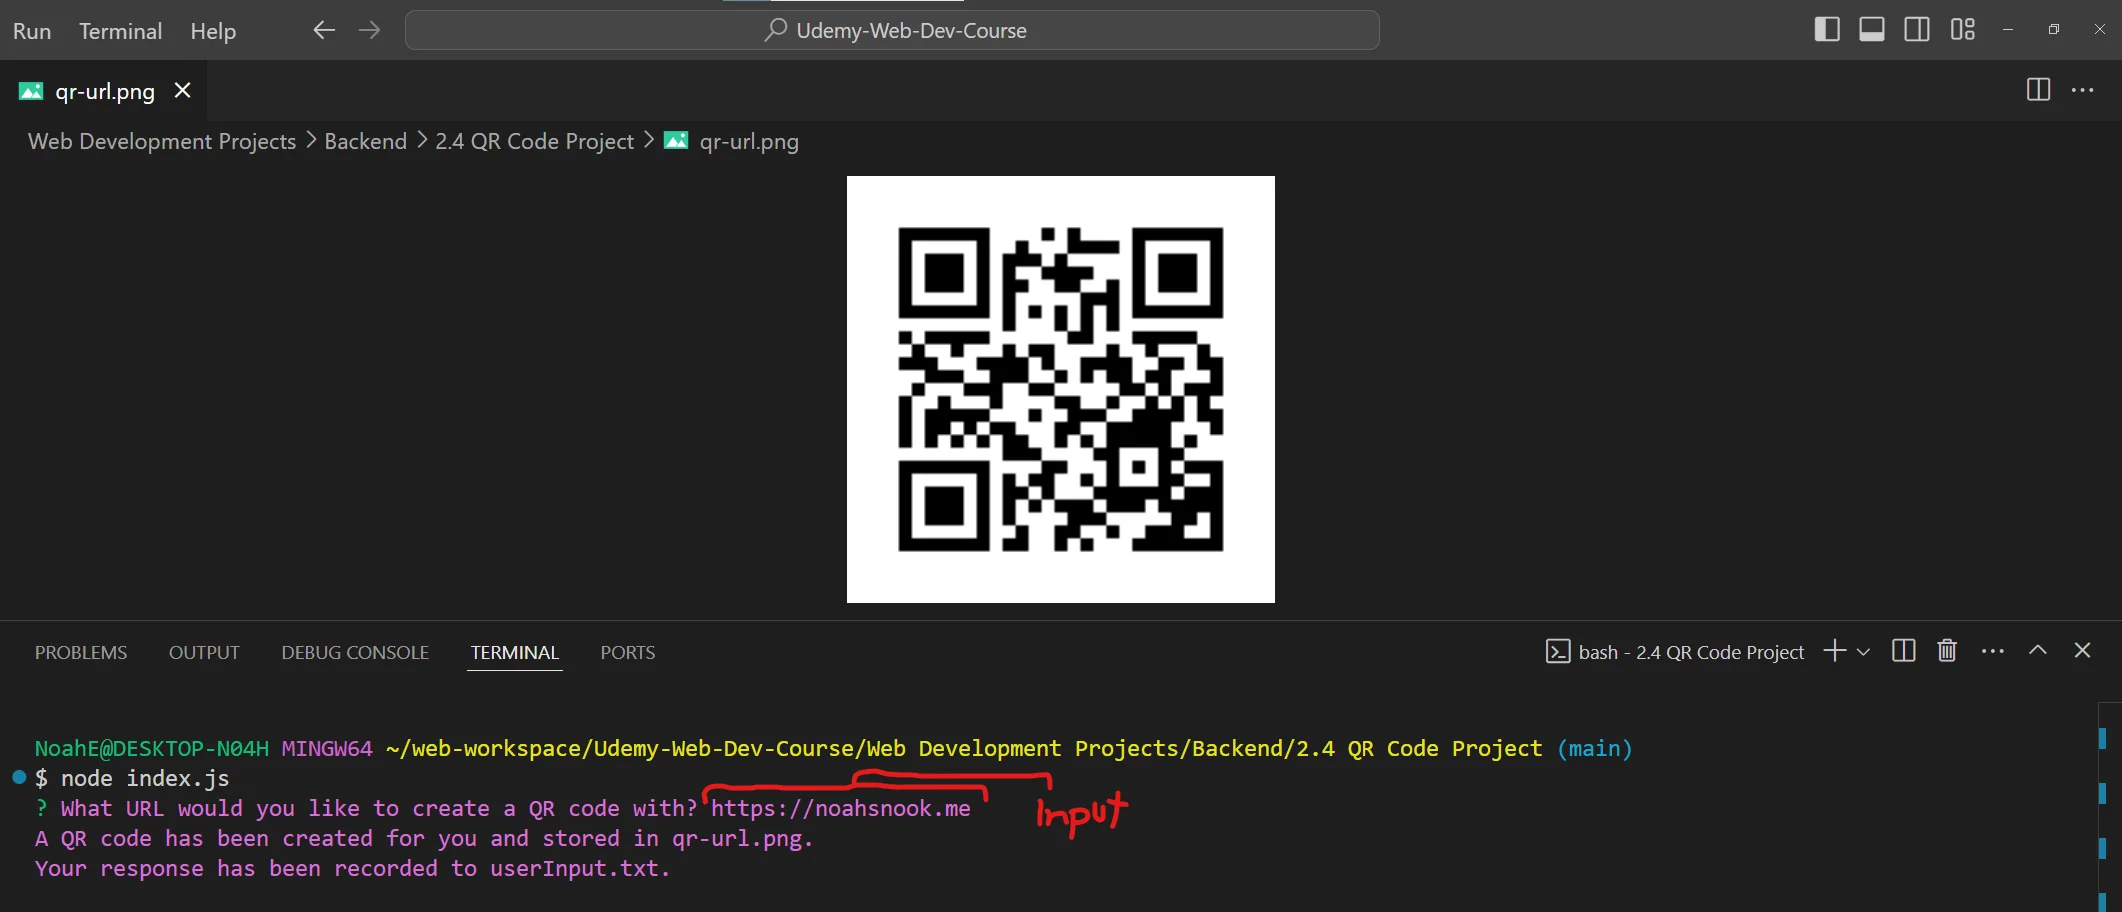 Run Terminal Help Udemy-Web-Dev-Course
qr-url.png
Web Development Projects > Backend > 2.4 QR Code Project > qr-url.png
PROBLEMS OUTPUT DEBUG CONSOLE TERMINAL PORTS bash - 2.4 QR Code Project
NoahE@DESKTOP-N04H MINGW64 ~/web-workspace/Udemy-Web-Dev-Course/Web Development Projects/Backend/2.4 QR Code Project (main)
$ node index.js
? What URL would you like to create a QR code with? https://noahsnook.me
Input
A QR code has been created for you and stored in qr-url.png.
Your response has been recorded to userInput.txt.